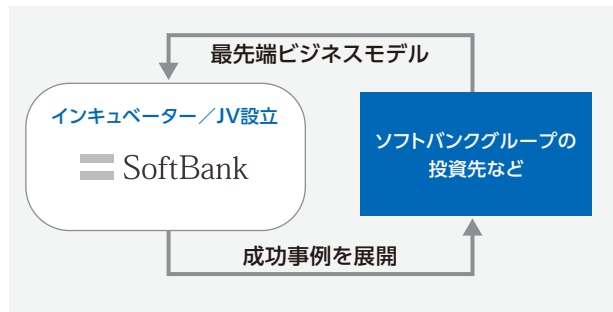 最先端ビジネスモデル
インキュベーター／JV設立
SoftBank
ソフトバンクグループの
投資先など
成功事例を展開